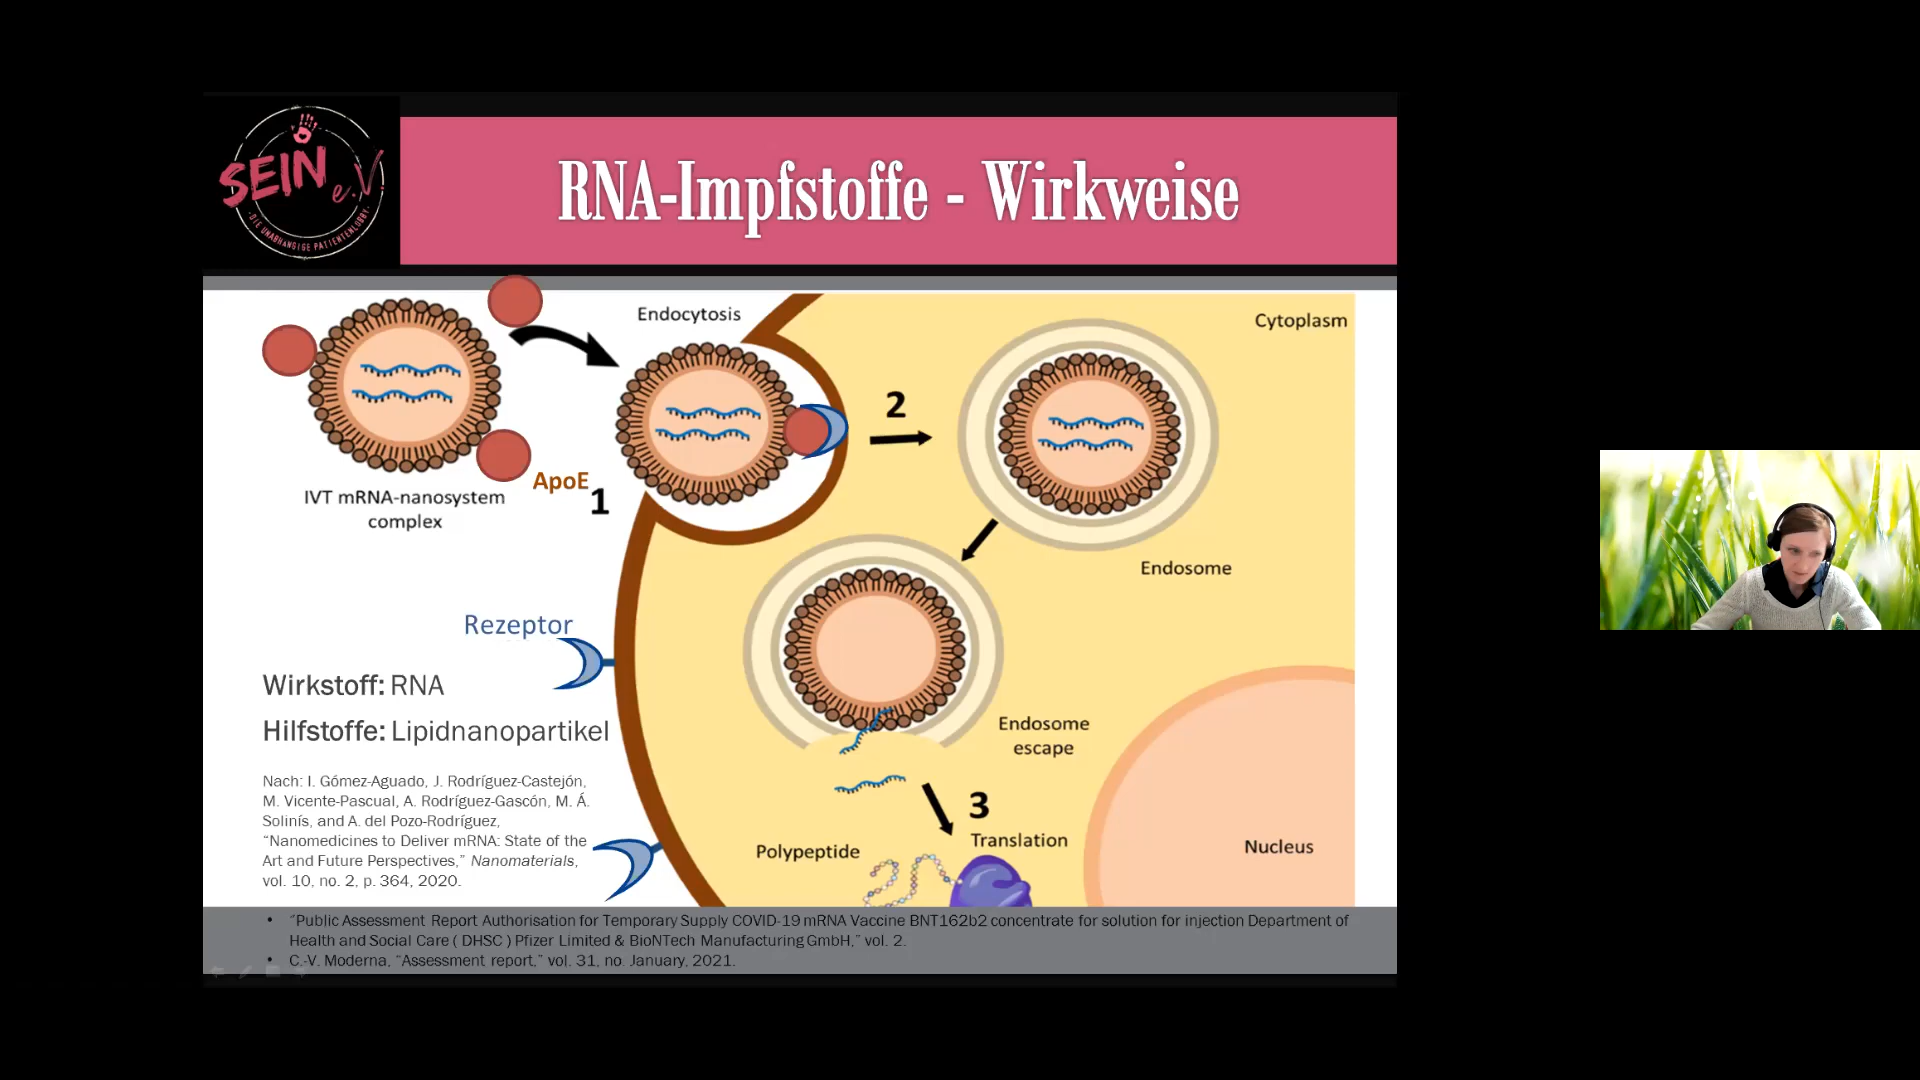 SEIN e.V.
· DIE UNABHÄNGIGE PATIENTENLOBBY ·
RNA-Impfstoffe - Wirkweise
Endocytosis
Cytoplasm
2
ApoE
1
IVT mRNA-nanosystem
complex
Endosome
Rezeptor
Wirkstoff: RNA
Hilfstoffe: Lipidnanopartikel
Endosome
escape
Nach: I. Gómez-Aguado, J. Rodríguez-Castejón,
M. Vicente-Pascual, A. Rodríguez-Gascón, M. Á.
Solinís, and A. del Pozo-Rodríguez,
“Nanomedicines to Deliver mRNA: State of the
Art and Future Perspectives,” Nanomaterials,
vol. 10, no. 2, p. 364, 2020.
3
Translation
Polypeptide
Nucleus
• “Public Assessment Report Authorisation for Temporary Supply COVID-19 mRNA Vaccine BNT162b2 concentrate for solution for injection Department of
Health and Social Care ( DHSC ) Pfizer Limited & BioNTech Manufacturing GmbH,” vol. 2.
• C.-V. Moderna, “Assessment report,” vol. 31, no. January, 2021.